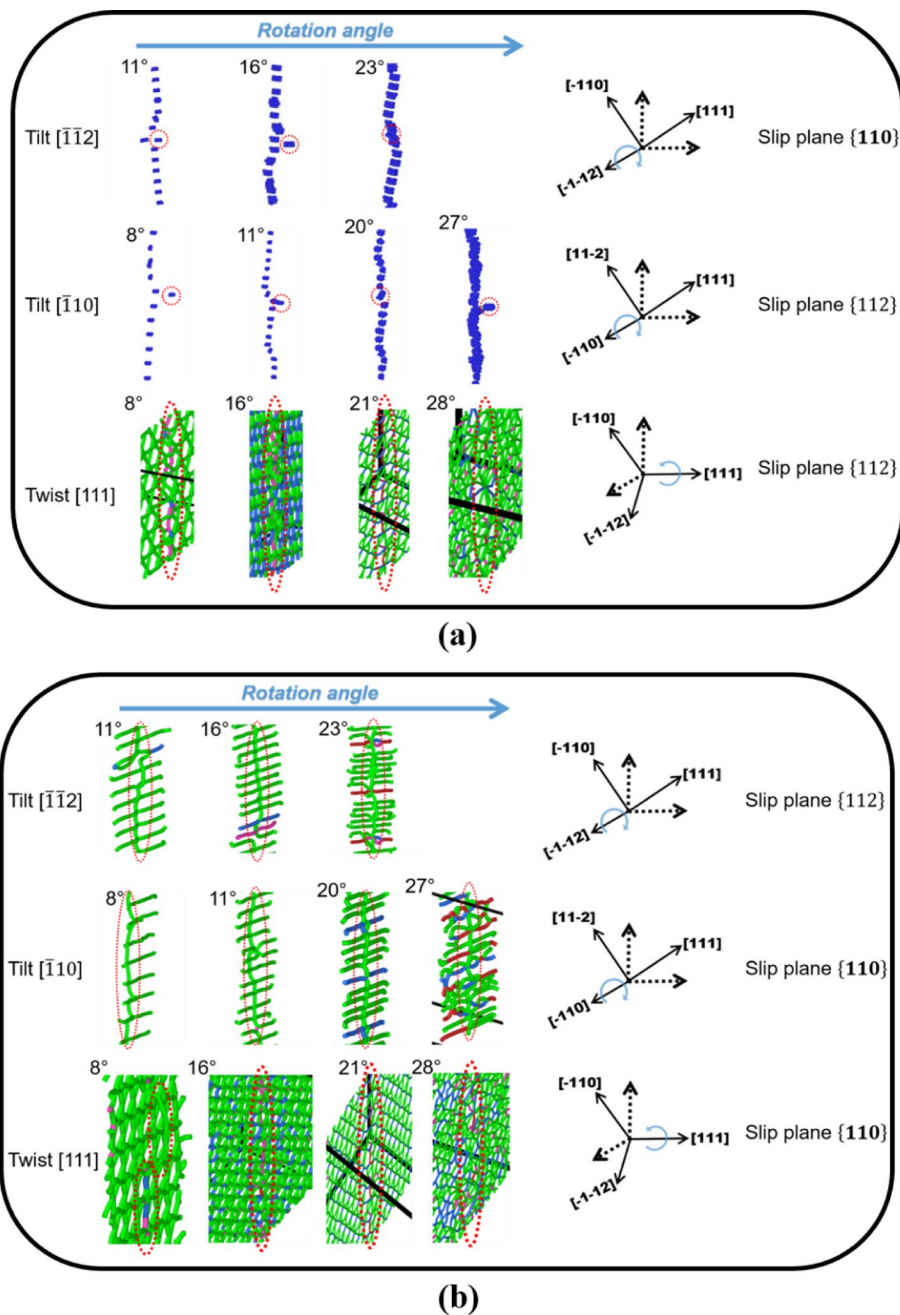 Rotation angle
11° 16° 23°
Tilt [1̅1̅2]
[-110] [111] [-1-12]
Slip plane {110}
8° 11° 20° 27°
Tilt [1̅10]
[11-2] [111] [-110]
Slip plane {112}
8° 16° 21° 28°
Twist [111]
[-110] [111] [-1-12]
Slip plane {112}
(a)
Rotation angle
11° 16° 23°
Tilt [1̅1̅2]
[-110] [111] [-1-12]
Slip plane {112}
8° 11° 20° 27°
Tilt [1̅10]
[11-2] [111] [-110]
Slip plane {110}
8° 16° 21° 28°
Twist [111]
[-110] [111] [-1-12]
Slip plane {110}
(b)